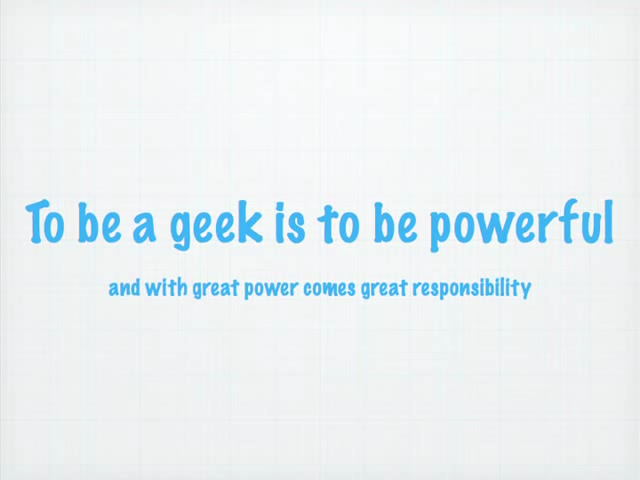 To be a geek is to be powerful
and with great power comes great responsibility